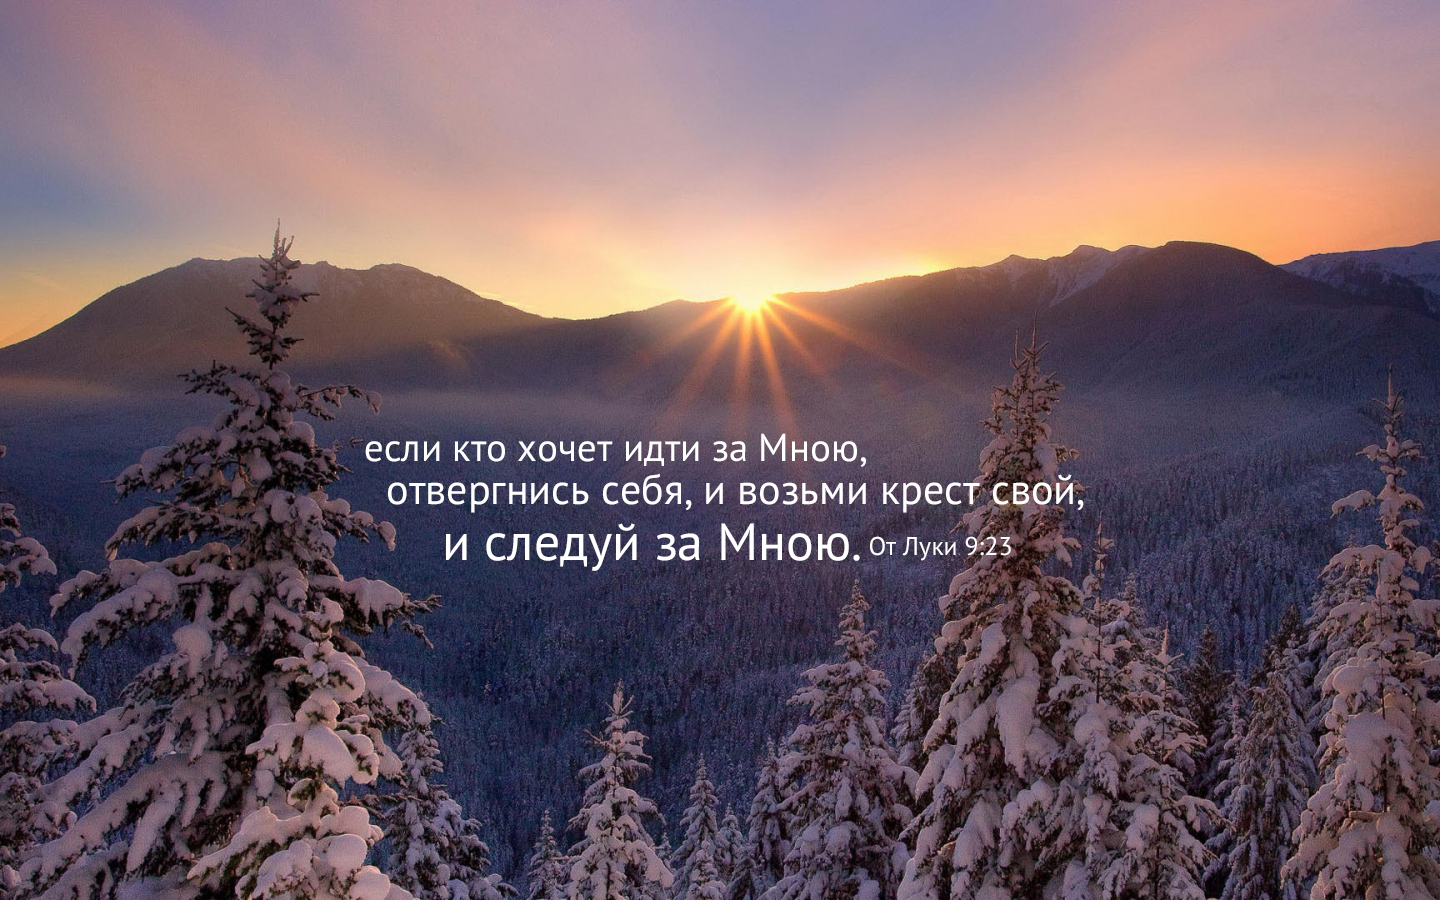 если кто хочет идти за Мною,
отвергнись себя, и возьми крест свой,
и следуй за Мною. От Луки 9:23